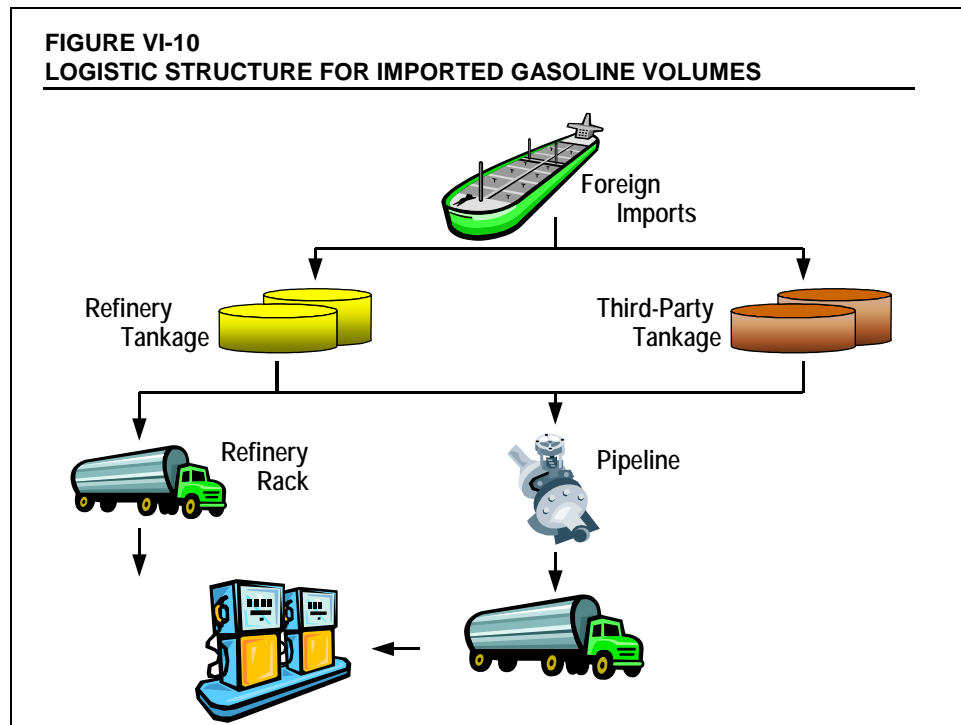 FIGURE VI-10
LOGISTIC STRUCTURE FOR IMPORTED GASOLINE VOLUMES
Foreign
Imports
Refinery
Tankage
Third-Party
Tankage
Refinery
Rack
Pipeline